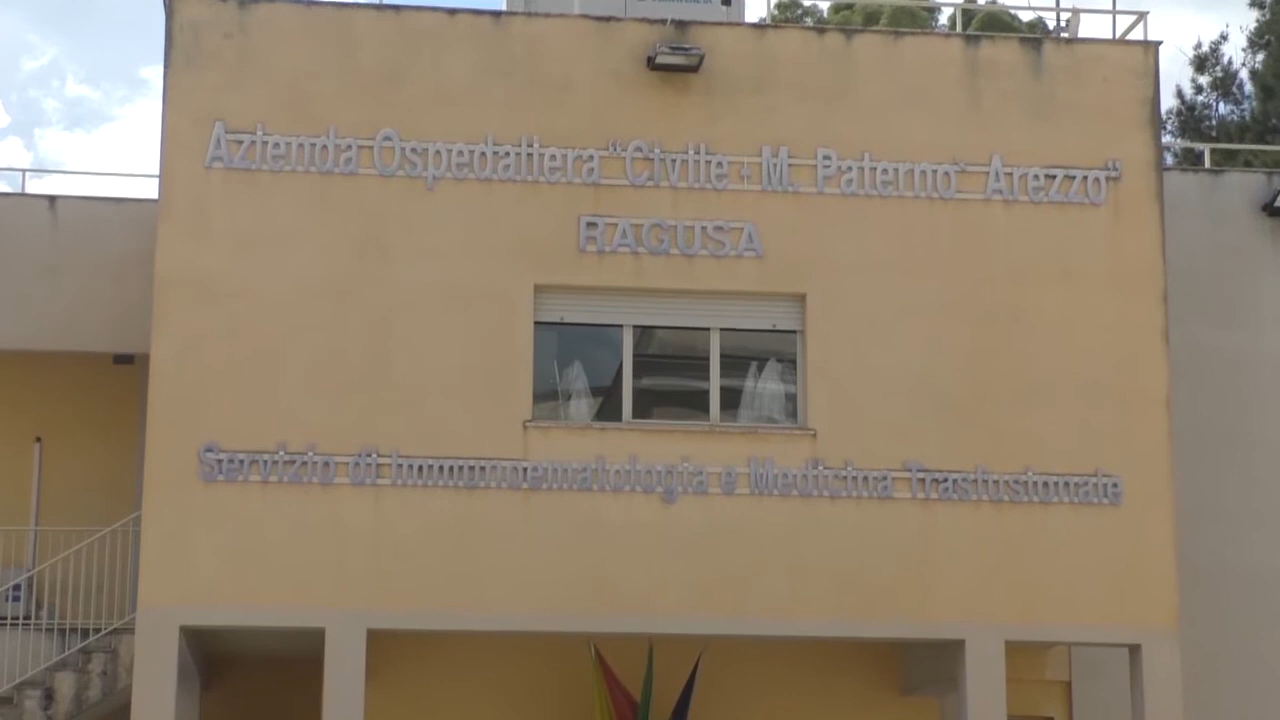 Azienda Ospedaliera "Civile - M. Paternò Arezzo"
RAGUSA
Servizio di Immunoematologia e Medicina Trasfusionale